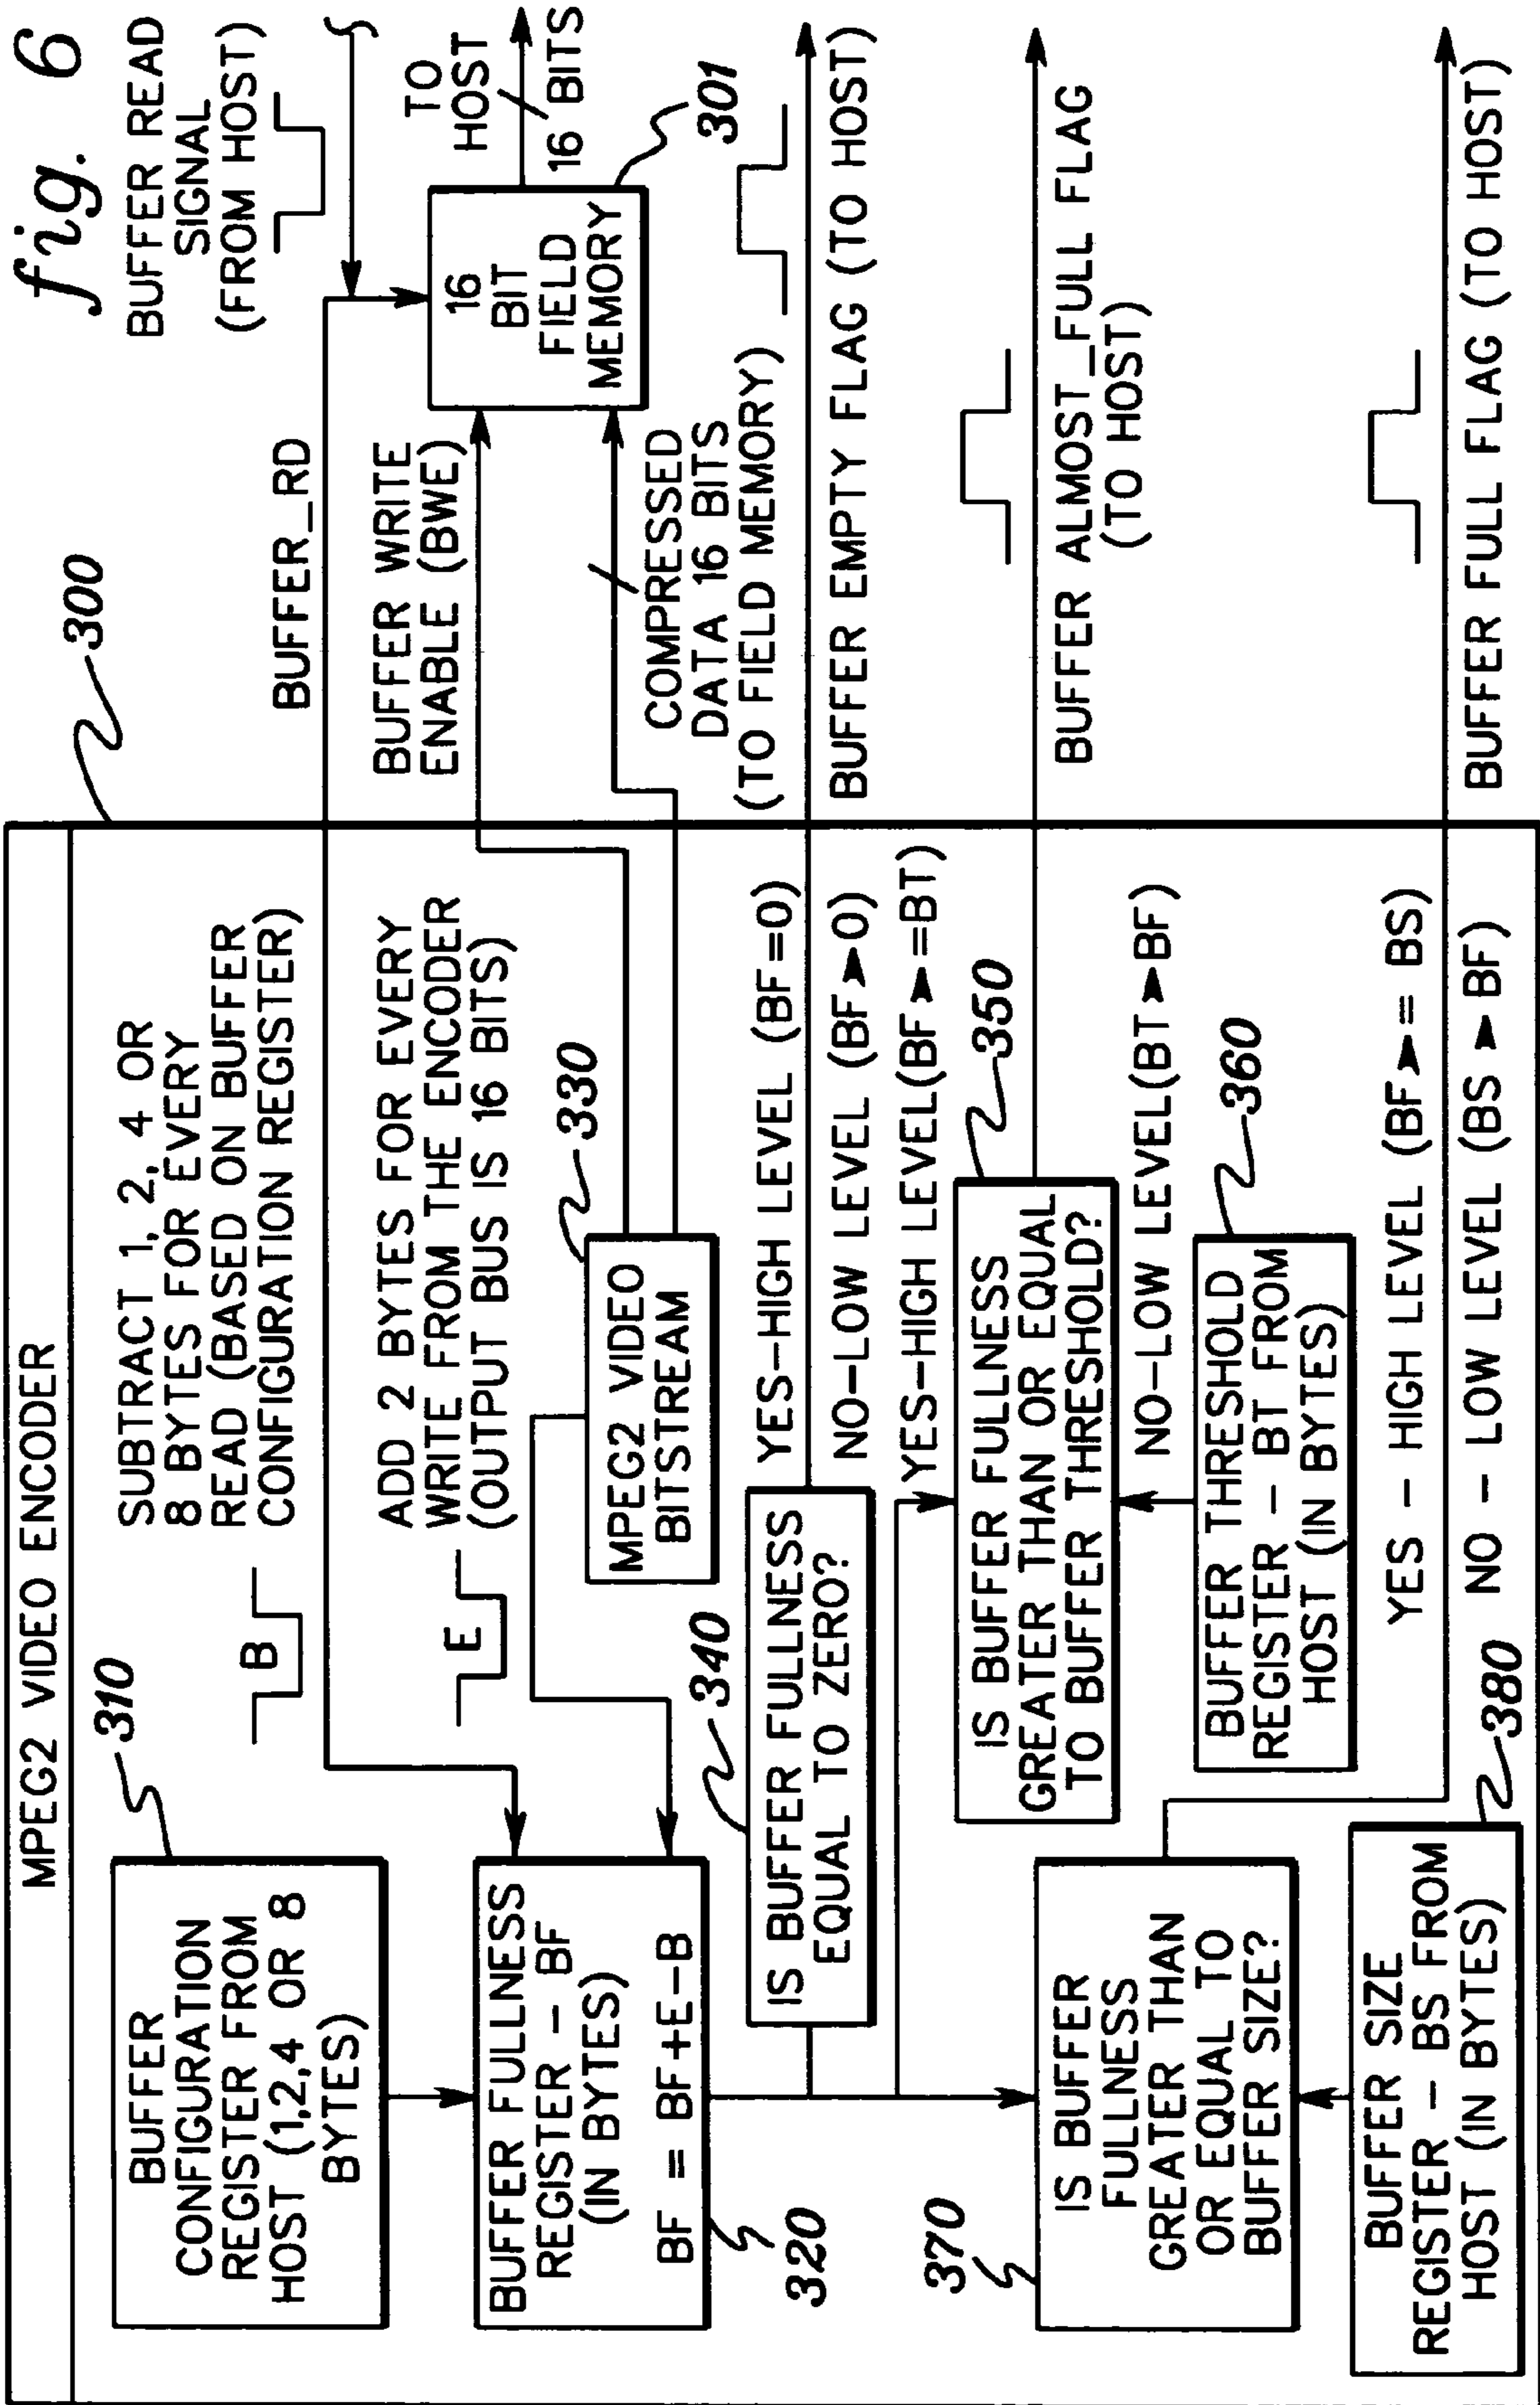 fig. 6
MPEG2 VIDEO ENCODER
300
310
BUFFER
CONFIGURATION
REGISTER FROM
HOST (1,2,4 OR 8
BYTES)
B
SUBTRACT 1, 2, 4 OR
8 BYTES FOR EVERY
READ (BASED ON BUFFER
CONFIGURATION REGISTER)
BUFFER_RD
BUFFER READ
SIGNAL
(FROM HOST)
E
ADD 2 BYTES FOR EVERY
WRITE FROM THE ENCODER
(OUTPUT BUS IS 16 BITS)
BUFFER WRITE
ENABLE (BWE)
16
BIT
FIELD
MEMORY
301
TO
HOST
16 BITS
BUFFER FULLNESS
REGISTER – BF
(IN BYTES)
BF = BF+E–B
320
330
MPEG2 VIDEO
BITSTREAM
COMPRESSED
DATA 16 BITS
(TO FIELD MEMORY)
340
IS BUFFER FULLNESS
EQUAL TO ZERO?
YES–HIGH LEVEL (BF=0)
NO–LOW LEVEL (BF>0)
BUFFER EMPTY FLAG (TO HOST)
YES–HIGH LEVEL(BF>=BT)
350
IS BUFFER FULLNESS
GREATER THAN OR EQUAL
TO BUFFER THRESHOLD?
NO–LOW LEVEL(BT>BF)
BUFFER ALMOST_FULL FLAG
(TO HOST)
360
BUFFER THRESHOLD
REGISTER – BT FROM
HOST (IN BYTES)
370
IS BUFFER
FULLNESS
GREATER THAN
OR EQUAL TO
BUFFER SIZE?
YES – HIGH LEVEL (BF>= BS)
NO – LOW LEVEL (BS > BF)
BUFFER FULL FLAG (TO HOST)
380
BUFFER SIZE
REGISTER – BS FROM
HOST (IN BYTES)